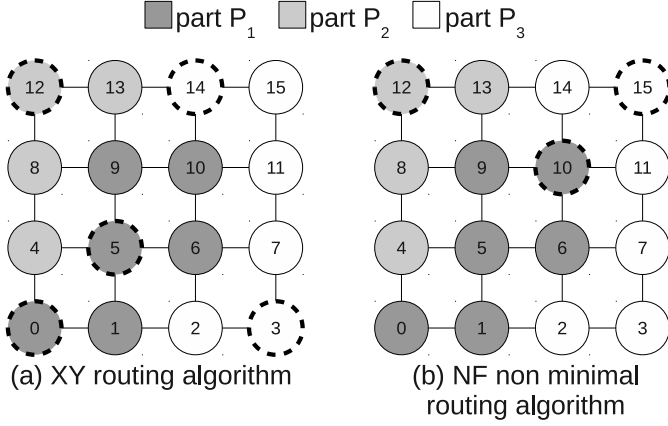 part P1 part P2 part P3
12 13 14 15 12 13 14 15
8 9 10 11 8 9 10 11
4 5 6 7 4 5 6 7
0 1 2 3 0 1 2 3
(a) XY routing algorithm (b) NF non minimal
routing algorithm